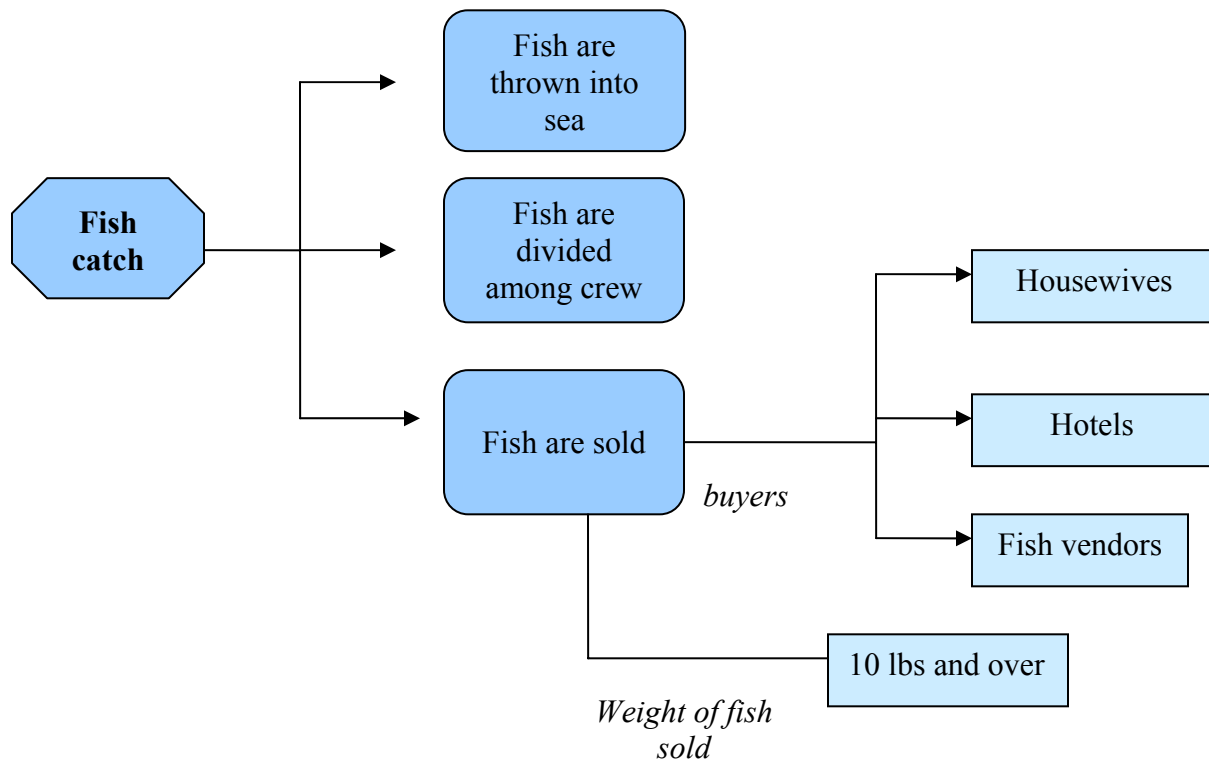 Fish are
thrown into
sea
Fish
catch
Fish are
divided
among crew
Housewives
Fish are sold
Hotels
buyers
Fish vendors
10 lbs and over
Weight of fish
sold